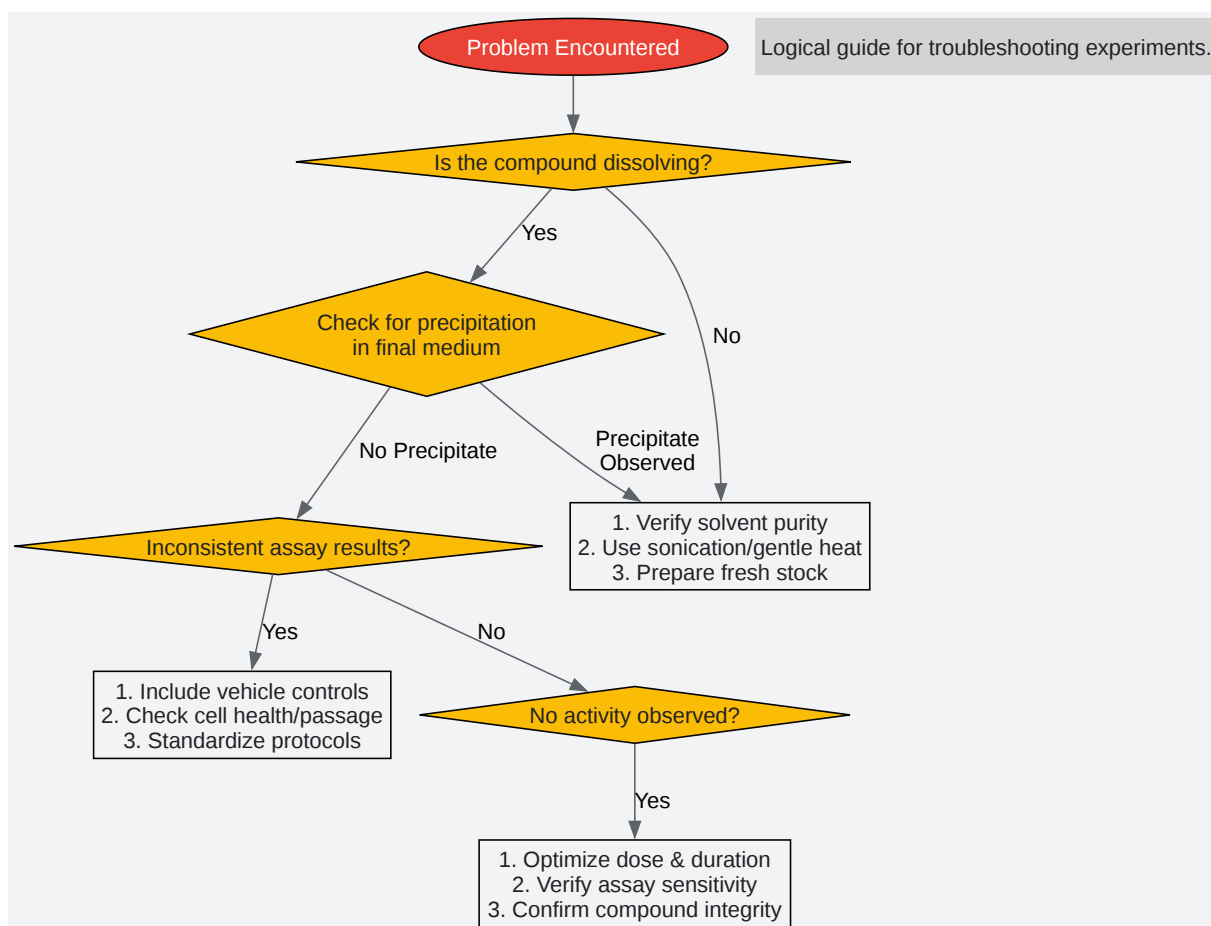 Problem Encountered
Logical guide for troubleshooting experiments.
Is the compound dissolving?
Yes
Check for precipitation
in final medium
No
No Precipitate
Precipitate
Observed
1. Verify solvent purity
2. Use sonication/gentle heat
3. Prepare fresh stock
Inconsistent assay results?
Yes
No
1. Include vehicle controls
2. Check cell health/passage
3. Standardize protocols
No activity observed?
Yes
1. Optimize dose & duration
2. Verify assay sensitivity
3. Confirm compound integrity